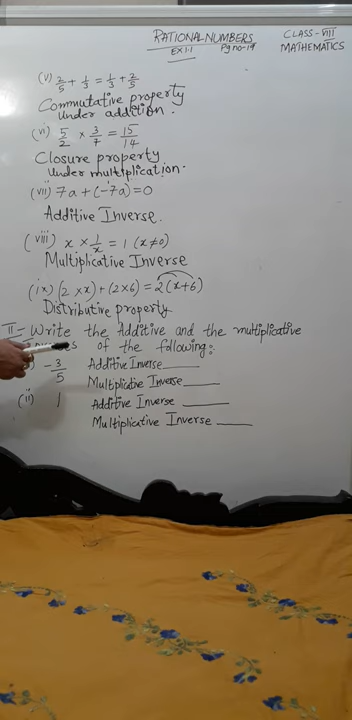 RATIONAL NUMBERS
CLASS-VIII
EX 1.1 Pg no-14
MATHEMATICS
(v) 2/5 + 1/3 = 1/3 + 2/5
Commutative property
under addition.
(vi) 5/2 × 3/7 = 15/14
Closure property
under multiplication.
(vii) 7a + (-7a) = 0
Additive Inverse.
(viii) x × 1/x = 1 (x≠0)
Multiplicative Inverse
(ix) (2 × x) + (2×6) = 2(x+6)
Distributive property
II - Write the Additive and the multiplicative
of the following:
-3/5 Additive Inverse ____
Multiplicative Inverse ____
(ii) 1 Additive Inverse ____
Multiplicative Inverse ____